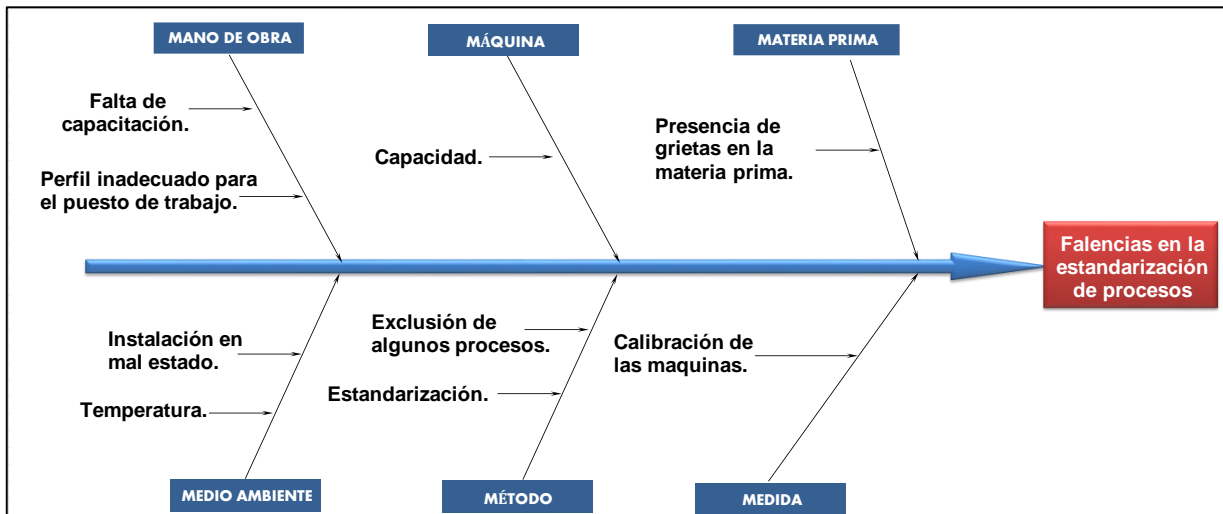 MANO DE OBRA
MÁQUINA
MATERIA PRIMA
Falta de
capacitación.
Perfil inadecuado para
el puesto de trabajo.
Capacidad.
Presencia de
grietas en la
materia prima.
Falencias en la
estandarización
de procesos
Instalación en
mal estado.
Temperatura.
Exclusión de
algunos procesos.
Estandarización.
Calibración de
las maquinas.
MEDIO AMBIENTE
MÉTODO
MEDIDA